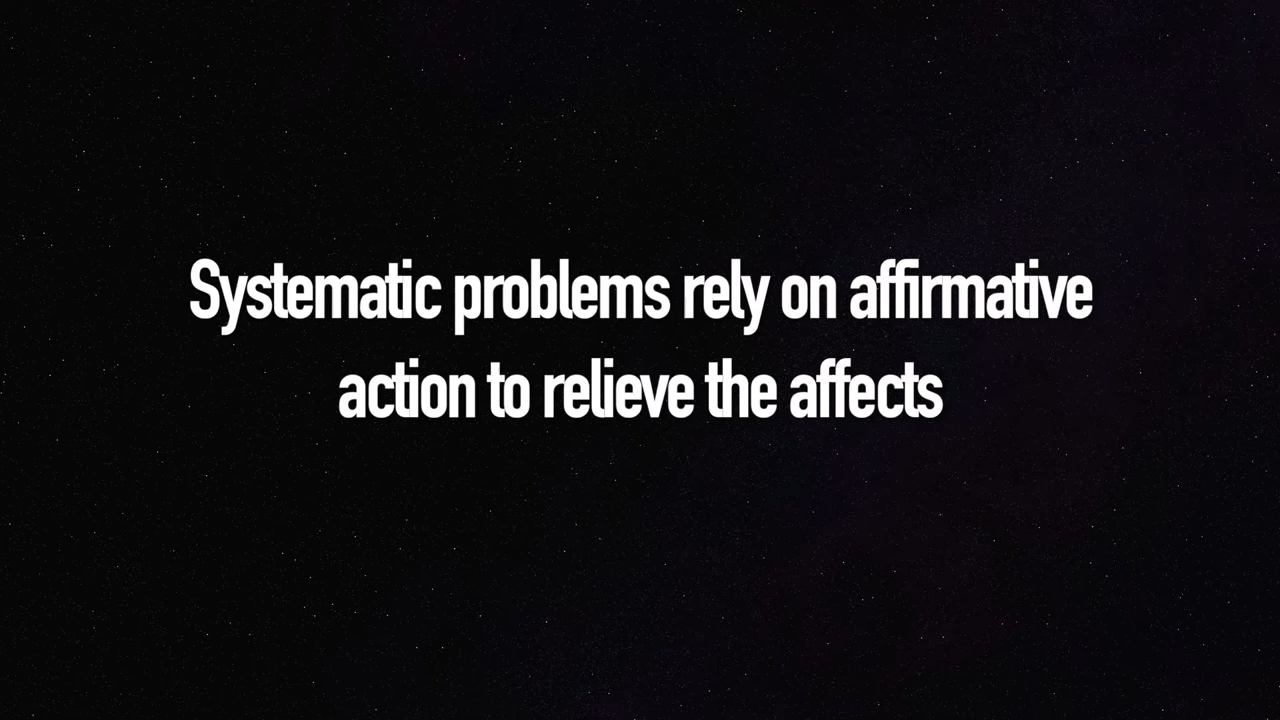 Systematic problems rely on affirmative
action to relieve the affects